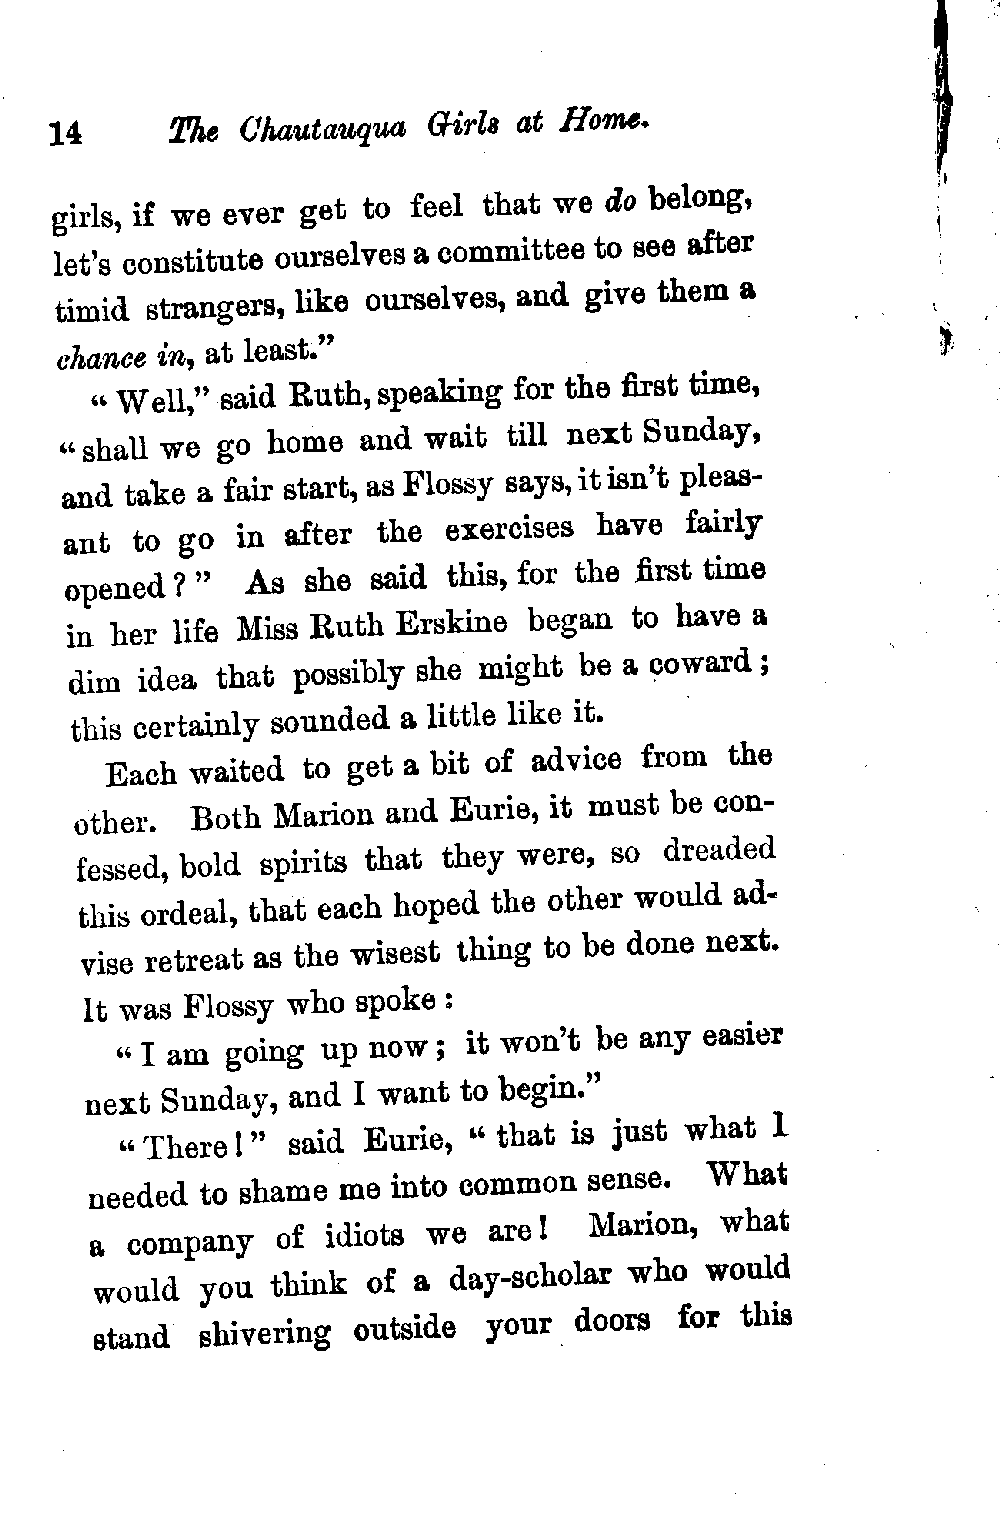 14 The Chautauqua Girls at Home.
girls, if we ever get to feel that we do belong,
let's constitute ourselves a committee to see after
timid strangers, like ourselves, and give them a
chance in, at least.”
“ Well,” said Ruth, speaking for the first time,
“ shall we go home and wait till next Sunday,
and take a fair start, as Flossy says, it isn't pleas-
ant to go in after the exercises have fairly
opened ? ” As she said this, for the first time
in her life Miss Ruth Erskine began to have a
dim idea that possibly she might be a coward ;
this certainly sounded a little like it.
Each waited to get a bit of advice from the
other. Both Marion and Eurie, it must be con-
fessed, bold spirits that they were, so dreaded
this ordeal, that each hoped the other would ad-
vise retreat as the wisest thing to be done next.
It was Flossy who spoke :
“ I am going up now ; it won't be any easier
next Sunday, and I want to begin.”
“ There ! ” said Eurie, “ that is just what I
needed to shame me into common sense. What
a company of idiots we are ! Marion, what
would you think of a day-scholar who would
stand shivering outside your doors for this